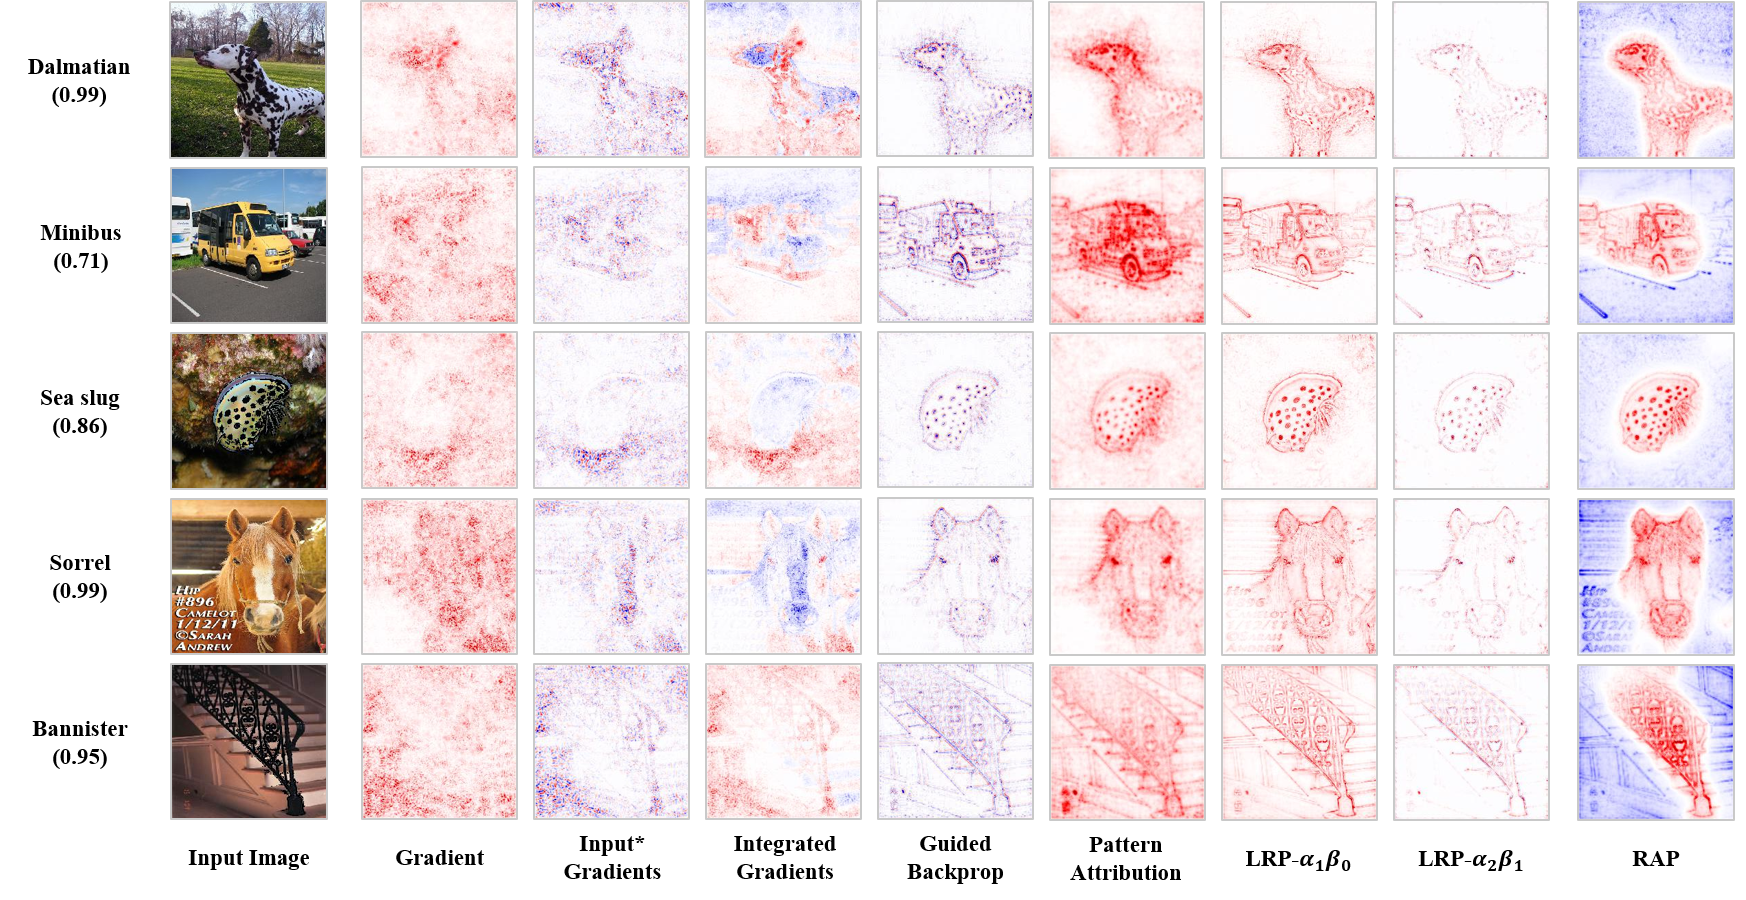 Dalmatian
(0.99)
Minibus
(0.71)
Sea slug
(0.86)
Sorrel
(0.99)
HIP
#896
CAMELOT
1/12/11
©SARAH
ANDREW
Bannister
(0.95)
Input Image
Gradient
Input*
Gradients
Integrated
Gradients
Guided
Backprop
Pattern
Attribution
LRP-α₁β₀
LRP-α₂β₁
RAP